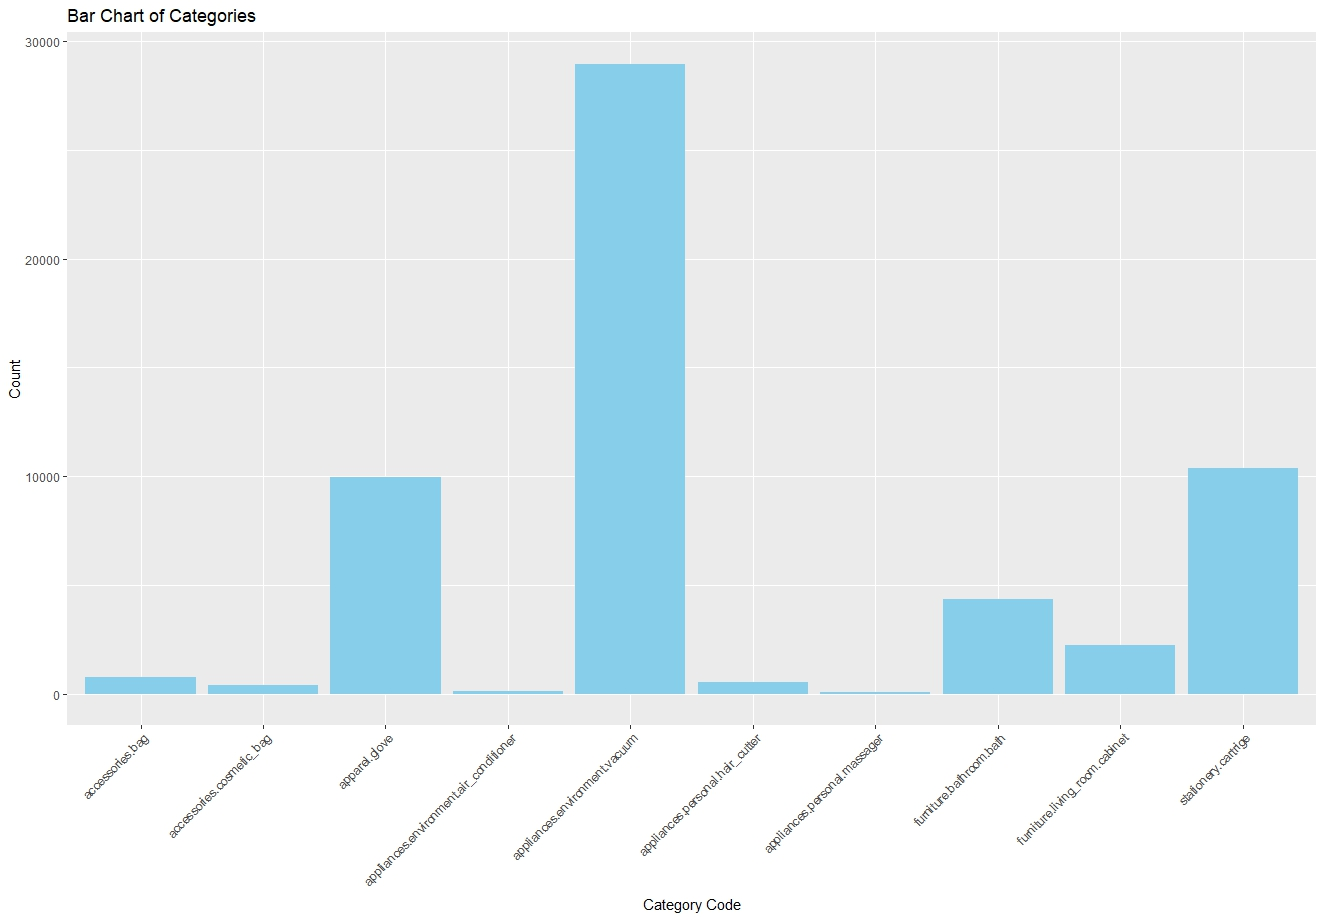 Bar Chart of Categories
30000
20000
10000
0
Count
accessories.bag
accessories.cosmetic_bag
apparel.glove
appliances.environment.air_conditioner
appliances.environment.vacuum
appliances.personal.hair_cutter
appliances.personal.massager
furniture.bathroom.bath
furniture.living_room.cabinet
stationery.cartrige
Category Code